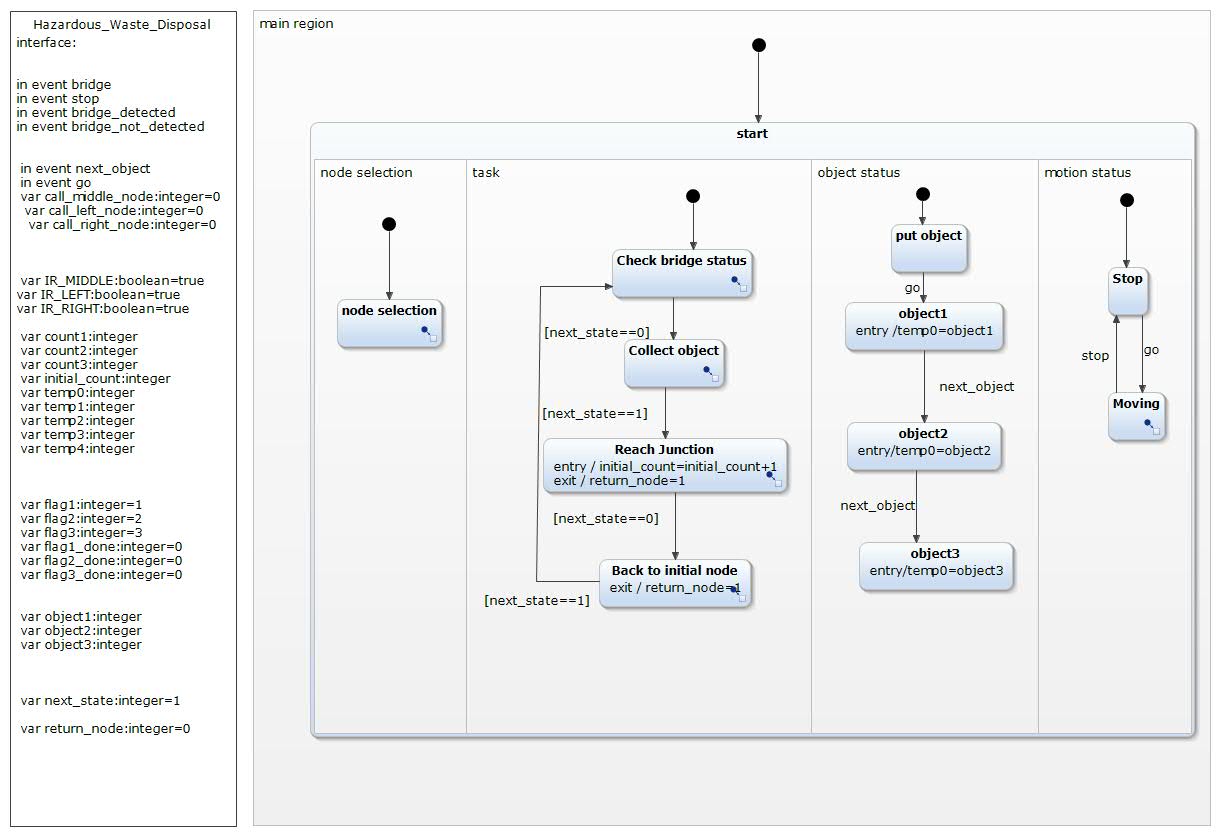 Hazardous_Waste_Disposal
interface:
in event bridge
in event stop
in event bridge_detected
in event bridge_not_detected
in event next_object
in event go
var call_middle_node:integer=0
var call_left_node:integer=0
var call_right_node:integer=0
var IR_MIDDLE:boolean=true
var IR_LEFT:boolean=true
var IR_RIGHT:boolean=true
var count1:integer
var count2:integer
var count3:integer
var initial_count:integer
var temp0:integer
var temp1:integer
var temp2:integer
var temp3:integer
var temp4:integer
var flag1:integer=1
var flag2:integer=2
var flag3:integer=3
var flag1_done:integer=0
var flag2_done:integer=0
var flag3_done:integer=0
var object1:integer
var object2:integer
var object3:integer
var next_state:integer=1
var return_node:integer=0
main region
start
node selection
node selection
task
Check bridge status
[next_state==0]
Collect object
[next_state==1]
Reach Junction
entry / initial_count=initial_count+1
exit / return_node=1
[next_state==0]
Back to initial node
exit / return_node=1
[next_state==1]
object status
put object
go
object1
entry /temp0=object1
next_object
object2
entry/temp0=object2
next_object
object3
entry/temp0=object3
motion status
Stop
stop
go
Moving